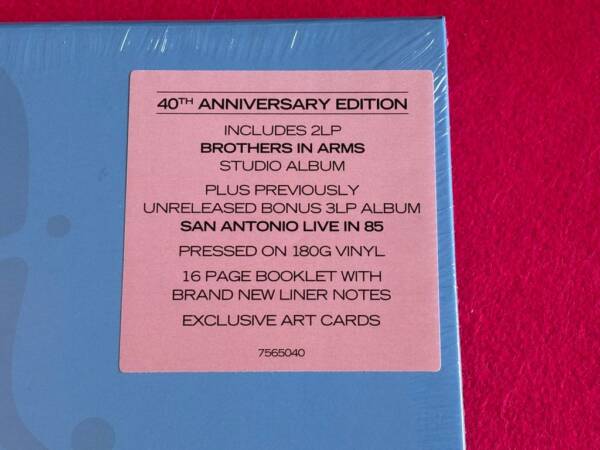 40TH ANNIVERSARY EDITION
INCLUDES 2LP
BROTHERS IN ARMS
STUDIO ALBUM
PLUS PREVIOUSLY
UNRELEASED BONUS 3LP ALBUM
SAN ANTONIO LIVE IN 85
PRESSED ON 180G VINYL
16 PAGE BOOKLET WITH
BRAND NEW LINER NOTES
EXCLUSIVE ART CARDS
7565040